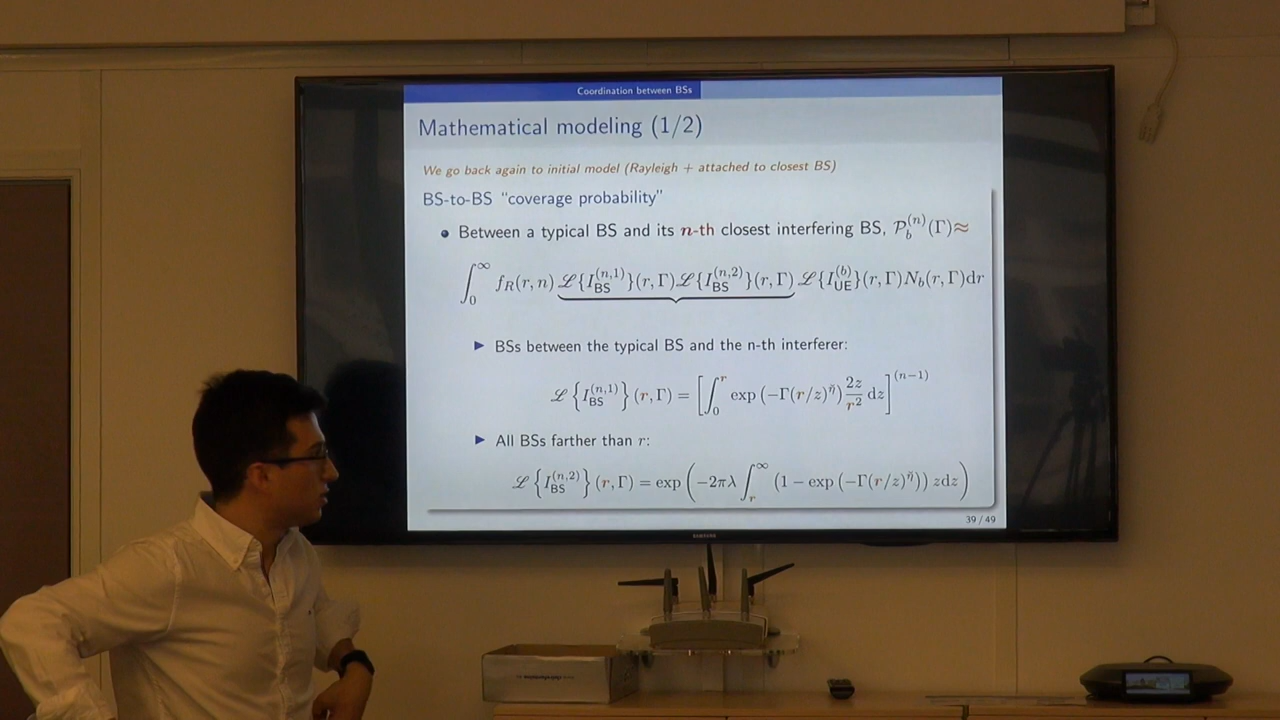 Coordination between BSs
Mathematical modeling (1/2)
We go back again to initial model (Rayleigh + attached to closest BS)
BS-to-BS “coverage probability”
• Between a typical BS and its n-th closest interfering BS, 𝒫_b^{(n)}(Γ)≈
∫_0^∞ f_R(r, n) ℒ{I_BS^{(n,1)}}(r, Γ)ℒ{I_BS^{(n,2)}}(r, Γ) ℒ{I_UE^{(b)}}(r, Γ)N_b(r, Γ)dr
▶ BSs between the typical BS and the n-th interferer:
ℒ{I_BS^{(n,1)}}(r, Γ) = [∫_0^r exp (−Γ(r/z)^{η̆}) 2z/r² dz]^{(n−1)}
▶ All BSs farther than r:
ℒ{I_BS^{(n,2)}}(r, Γ) = exp (−2πλ ∫_r^∞ (1 − exp (−Γ(r/z)^{η̆})) zdz)
39 / 49
SAMSUNG